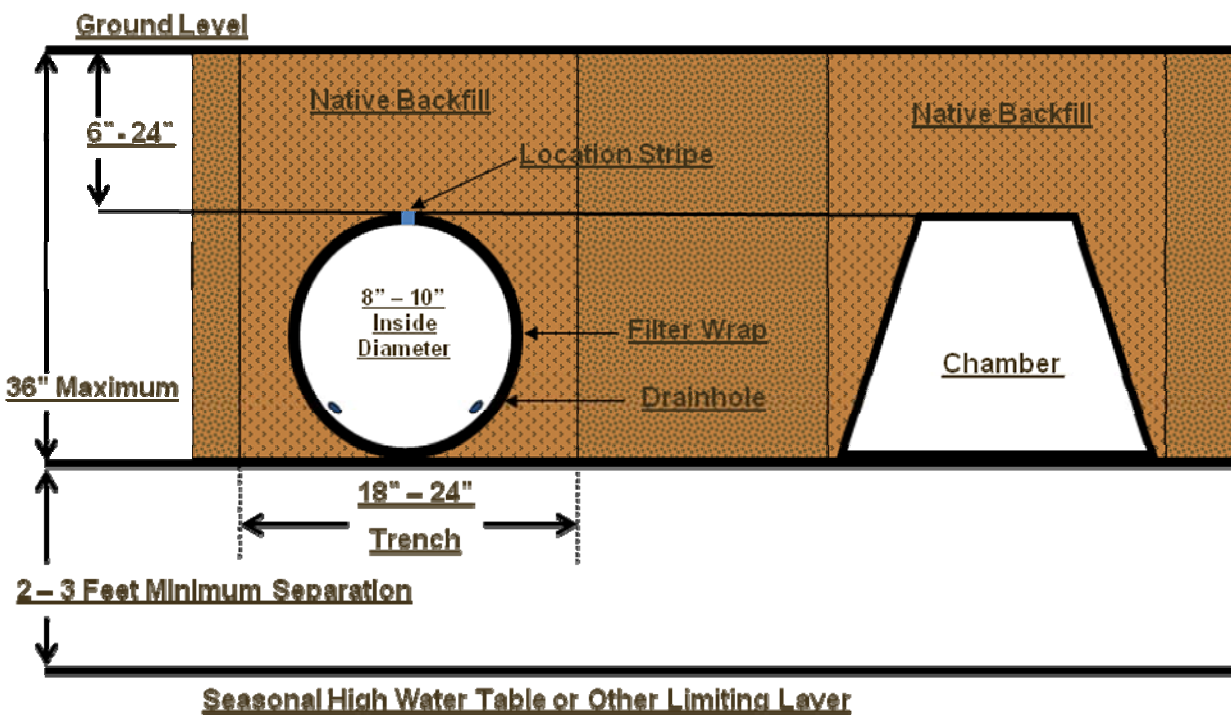 Ground Level
Native Backfill
Native Backfill
6"- 24"
Location Stripe
8” – 10”
Inside
Diameter
Filter Wrap
Chamber
36" Maximum
Drainhole
18" – 24"
Trench
2 – 3 Feet Minimum Separation
Seasonal High Water Table or Other Limiting Layer